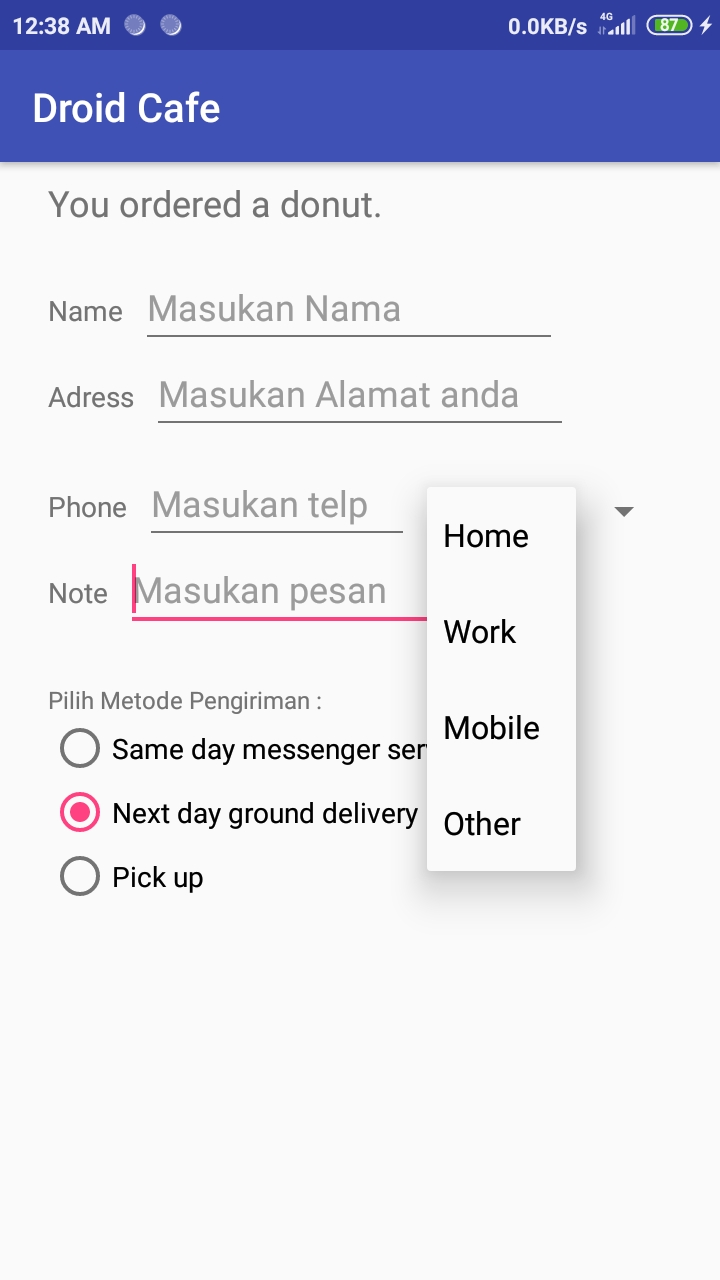 12:38 AM 0.0KB/s 4G 87
Droid Cafe
You ordered a donut.
Name Masukan Nama
Adress Masukan Alamat anda
Phone Masukan telp
Home
Note Masukan pesan
Work
Pilih Metode Pengiriman :
Mobile
Same day messenger ser
Next day ground delivery
Other
Pick up